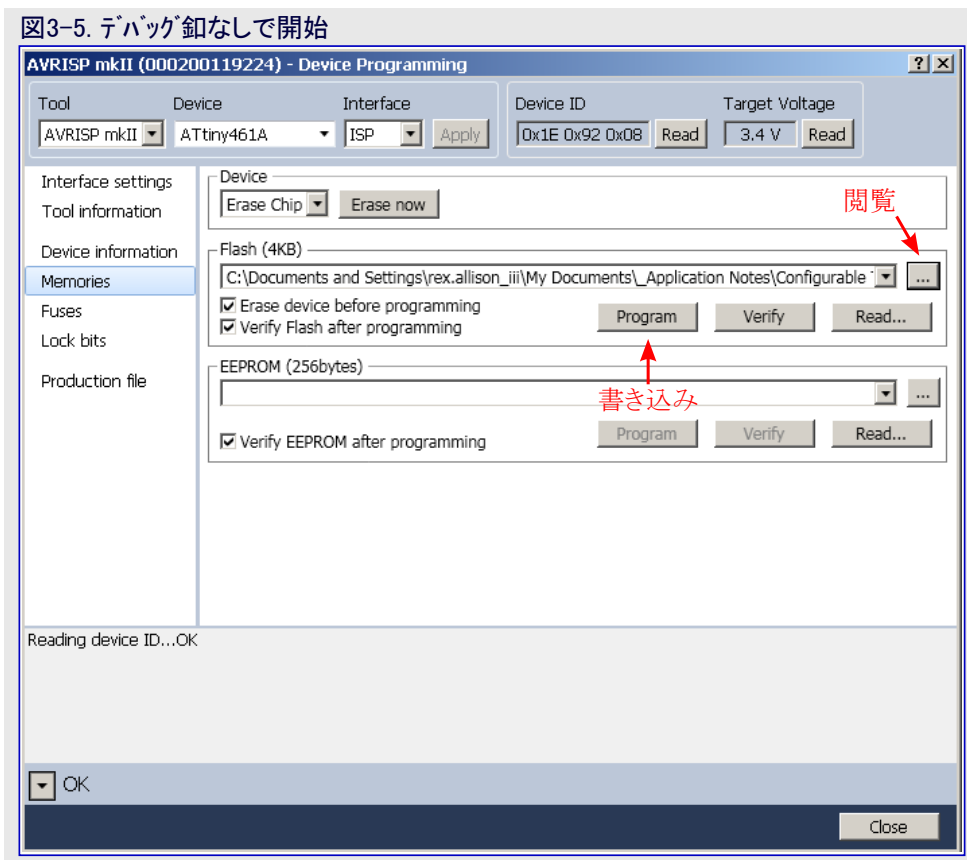 図3-5. ﾃﾞﾊﾞｯｸﾞ釦なしで開始
AVRISP mkII (000200119224) - Device Programming
Tool Device Interface Device ID Target Voltage
AVRISP mkII ATtiny461A ISP Apply 0x1E 0x92 0x08 Read 3.4 V Read
Interface settings
Tool information
Device information
Memories
Fuses
Lock bits
Production file
Device
Erase Chip Erase now
閲覧
Flash (4KB)
C:\Documents and Settings\rex.allison_iii\My Documents\_Application Notes\Configurable ...
Erase device before programming
Verify Flash after programming
Program Verify Read...
書き込み
EEPROM (256bytes)
...
Verify EEPROM after programming
Program Verify Read...
Reading device ID...OK
OK
Close